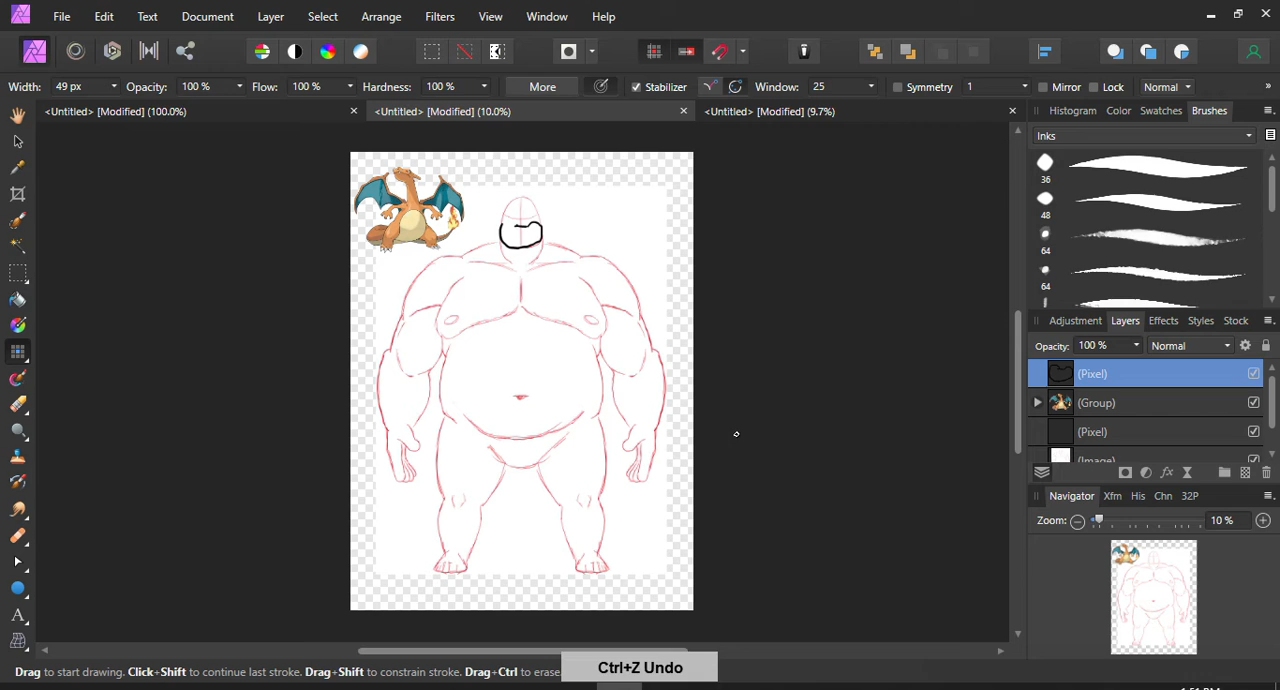 File Edit Text Document Layer Select Arrange Filters View Window Help
Width: 49 px Opacity: 100 % Flow: 100 % Hardness: 100 % More Stabilizer Window: 25 Symmetry 1 Mirror Lock Normal »
<Untitled> [Modified] (100.0%) <Untitled> [Modified] (10.0%) <Untitled> [Modified] (9.7%)
Histogram Color Swatches Brushes
Inks
36
48
64
64
Adjustment Layers Effects Styles Stock
Opacity: 100 % Normal
(Pixel)
(Group)
(Pixel)
(Image)
fx
Navigator Xfm His Chn 32P
Zoom: 10 %
A
Drag to start drawing. Click+Shift to continue last stroke. Drag+Shift to constrain stroke. Drag+Ctrl to erase
Ctrl+Z Undo